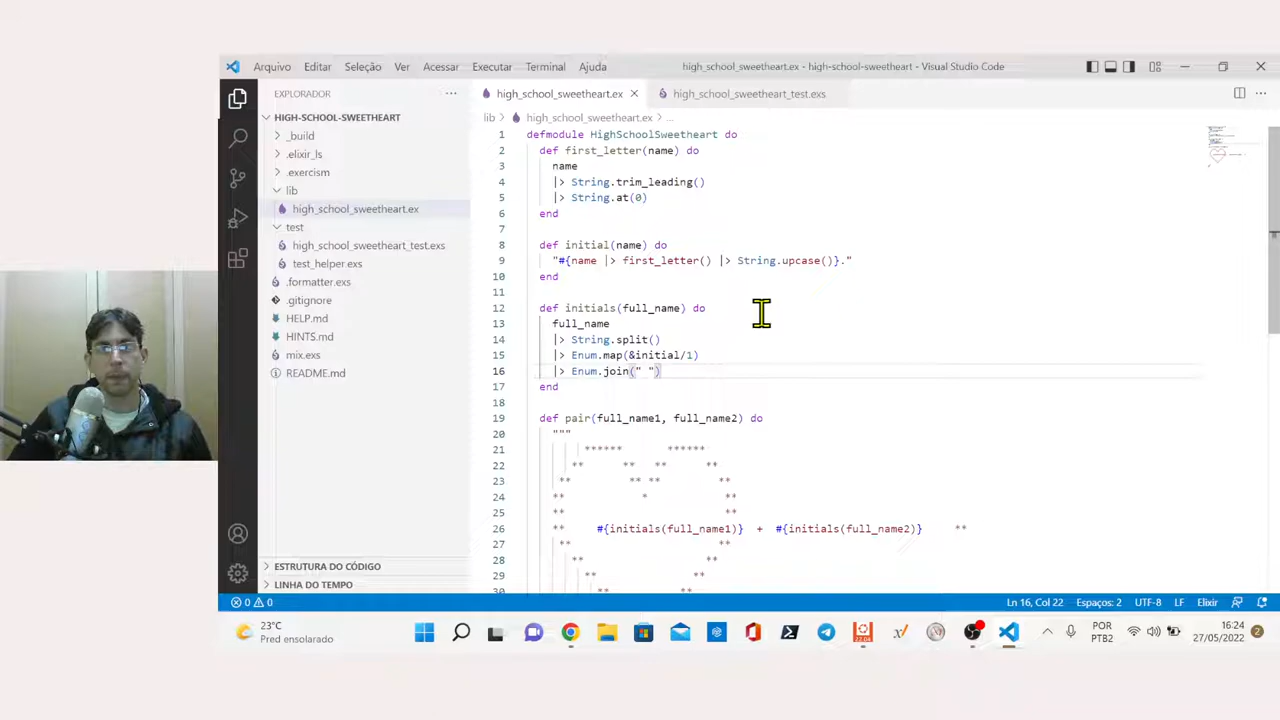 Arquivo Editar Seleção Ver Acessar Executar Terminal Ajuda high_school_sweetheart.ex - high-school-sweetheart - Visual Studio Code
EXPLORADOR ...
HIGH-SCHOOL-SWEETHEART
_build
.elixir_ls
.exercism
lib
high_school_sweetheart.ex
test
high_school_sweetheart_test.exs
test_helper.exs
.formatter.exs
.gitignore
HELP.md
HINTS.md
mix.exs
README.md
ESTRUTURA DO CÓDIGO
LINHA DO TEMPO
high_school_sweetheart.ex high_school_sweetheart_test.exs
lib > high_school_sweetheart.ex > ...
1 defmodule HighSchoolSweetheart do
2 def first_letter(name) do
3 name
4 |> String.trim_leading()
5 |> String.at(0)
6 end
7
8 def initial(name) do
9 "#{name |> first_letter() |> String.upcase()}."
10 end
11
12 def initials(full_name) do
13 full_name
14 |> String.split()
15 |> Enum.map(&initial/1)
16 |> Enum.join(" ")
17 end
18
19 def pair(full_name1, full_name2) do
20 """
21 ****** ******
22 ** ** ** **
23 ** ** ** **
24 ** * **
25 ** **
26 ** #{initials(full_name1)} + #{initials(full_name2)} **
27 ** **
28 ** **
29 ** **
30 ** **
0 0 Ln 16, Col 22 Espaços: 2 UTF-8 LF Elixir
23°C
Pred ensolarado
POR
PTB2
16:24
27/05/2022
2